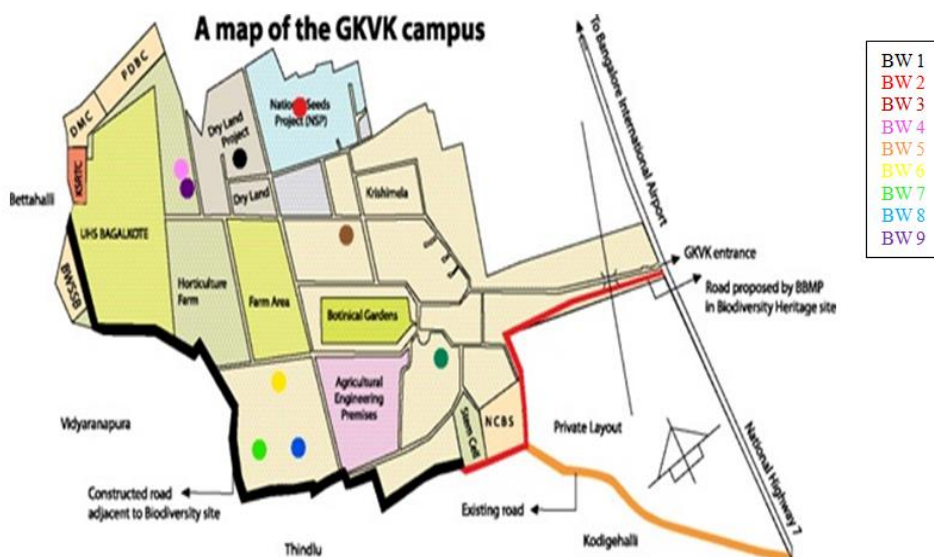 A map of the GKVK campus
To Bangalore International Airport
BW 1
BW 2
BW 3
BW 4
BW 5
BW 6
BW 7
BW 8
BW 9
PDBC
DMC
KSRTC
Bettahalli
UHS BAGALKOTE
BWSSB
Dry Land
Project
National Seeds
Project (NSP)
Dry Land
Krishimela
Horticulture
Farm
Farm Area
Botinical Gardens
GKVK entrance
Road proposed by BBMP
in Biodiversity Heritage site
Agricultural
Engineering
Premises
Stem Cell
NCBS
Private Layout
National Highway 7
Vidyaranapura
Constructed road
adjacent to Biodiversity site
Existing road
Thindlu
Kodigehalli